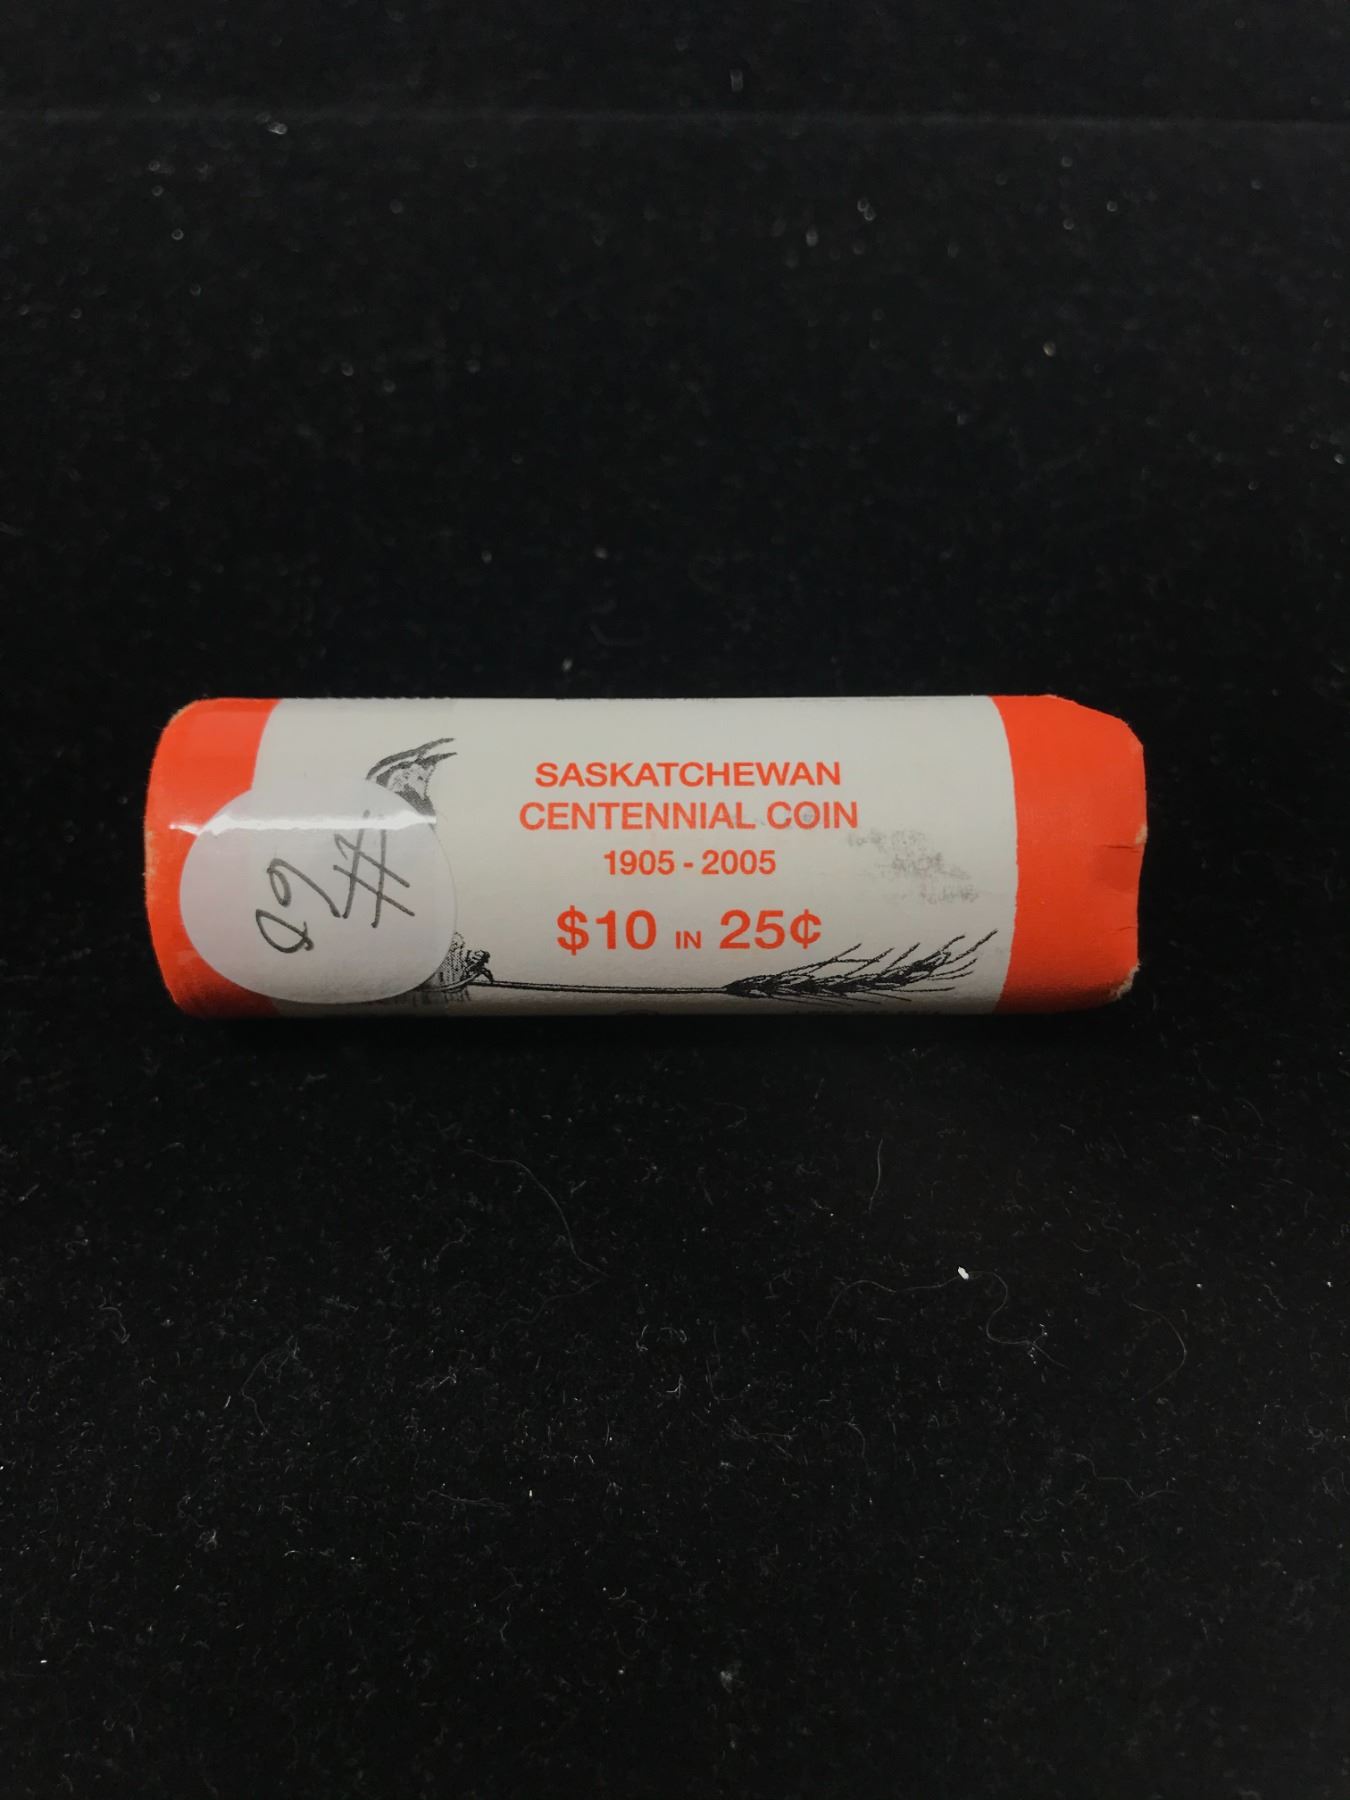 SASKATCHEWAN
CENTENNIAL COIN
1905 - 2005
$10 IN 25¢